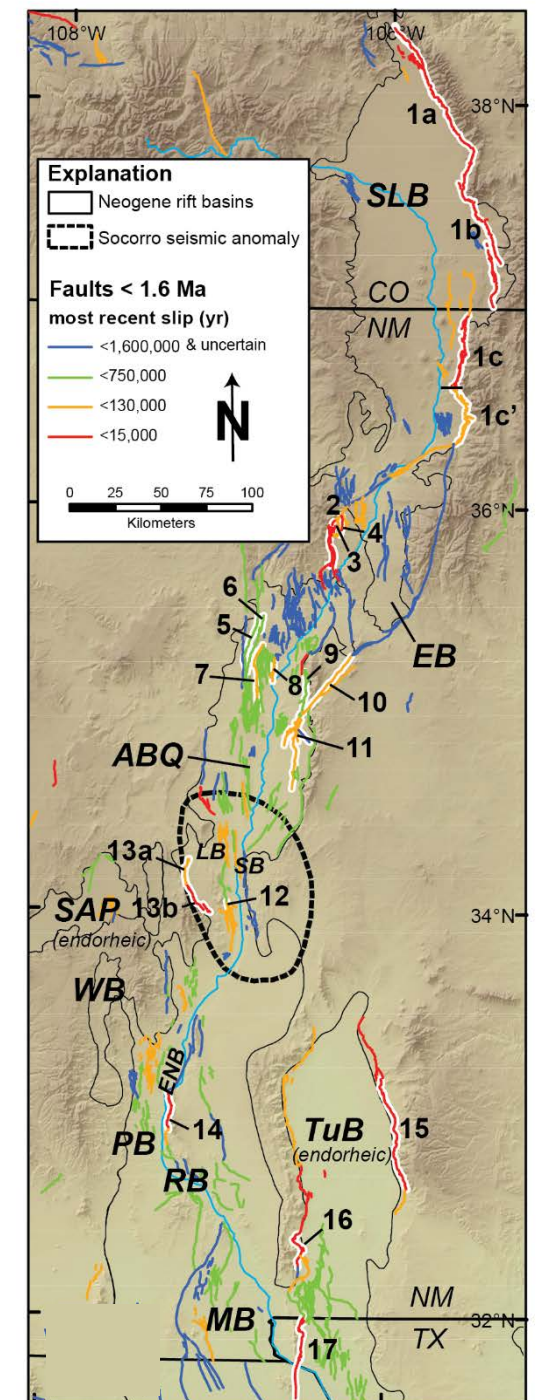 108°W
106°W
38°N
1a
SLB
1b
Explanation
Neogene rift basins
Socorro seismic anomaly
Faults < 1.6 Ma
most recent slip (yr)
<1,600,000 & uncertain
<750,000
<130,000
<15,000
N
0 25 50 75 100
Kilometers
CO
NM
1c
1c'
36°N
2
4
3
6
5
EB
9
7
8
10
11
ABQ
13a
LB
SB
12
SAP
13b
34°N
(endorheic)
WB
ENB
14
TuB
15
PB
(endorheic)
RB
16
NM
MB
32°N
TX
17